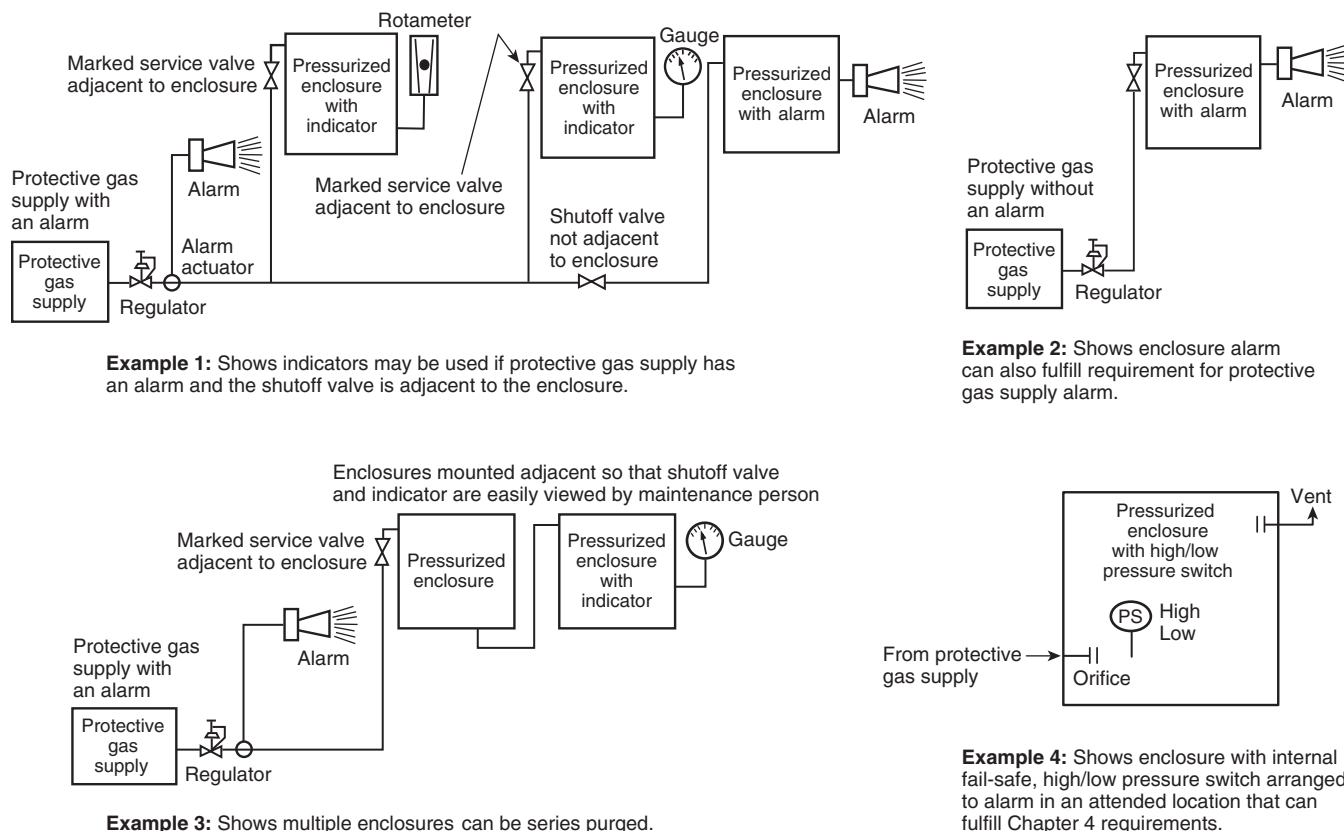 Rotameter
Marked service valve
adjacent to enclosure
Pressurized
enclosure
with
indicator
Pressurized
enclosure
with
indicator
Gauge
Pressurized
enclosure
with alarm
Alarm
Alarm
Marked service valve
adjacent to enclosure
Protective gas
supply with
an alarm
Protective
gas
supply
Regulator
Alarm
actuator
Shutoff valve
not adjacent
to enclosure
Example 1: Shows indicators may be used if protective gas supply has
an alarm and the shutoff valve is adjacent to the enclosure.
Pressurized
enclosure
with alarm
Alarm
Protective gas
supply without
an alarm
Protective
gas
supply
Regulator
Example 2: Shows enclosure alarm
can also fulfill requirement for protective
gas supply alarm.
Enclosures mounted adjacent so that shutoff valve
and indicator are easily viewed by maintenance person
Marked service valve
adjacent to enclosure
Pressurized
enclosure
Pressurized
enclosure
with
indicator
Gauge
Alarm
Protective gas
supply with
an alarm
Protective
gas
supply
Regulator
Example 3: Shows multiple enclosures can be series purged.
Pressurized
enclosure
with high/low
pressure switch
Vent
PS
High
Low
From protective
gas supply
Orifice
Example 4: Shows enclosure with internal
fail-safe, high/low pressure switch arranged
to alarm in an attended location that can
fulfill Chapter 4 requirements.